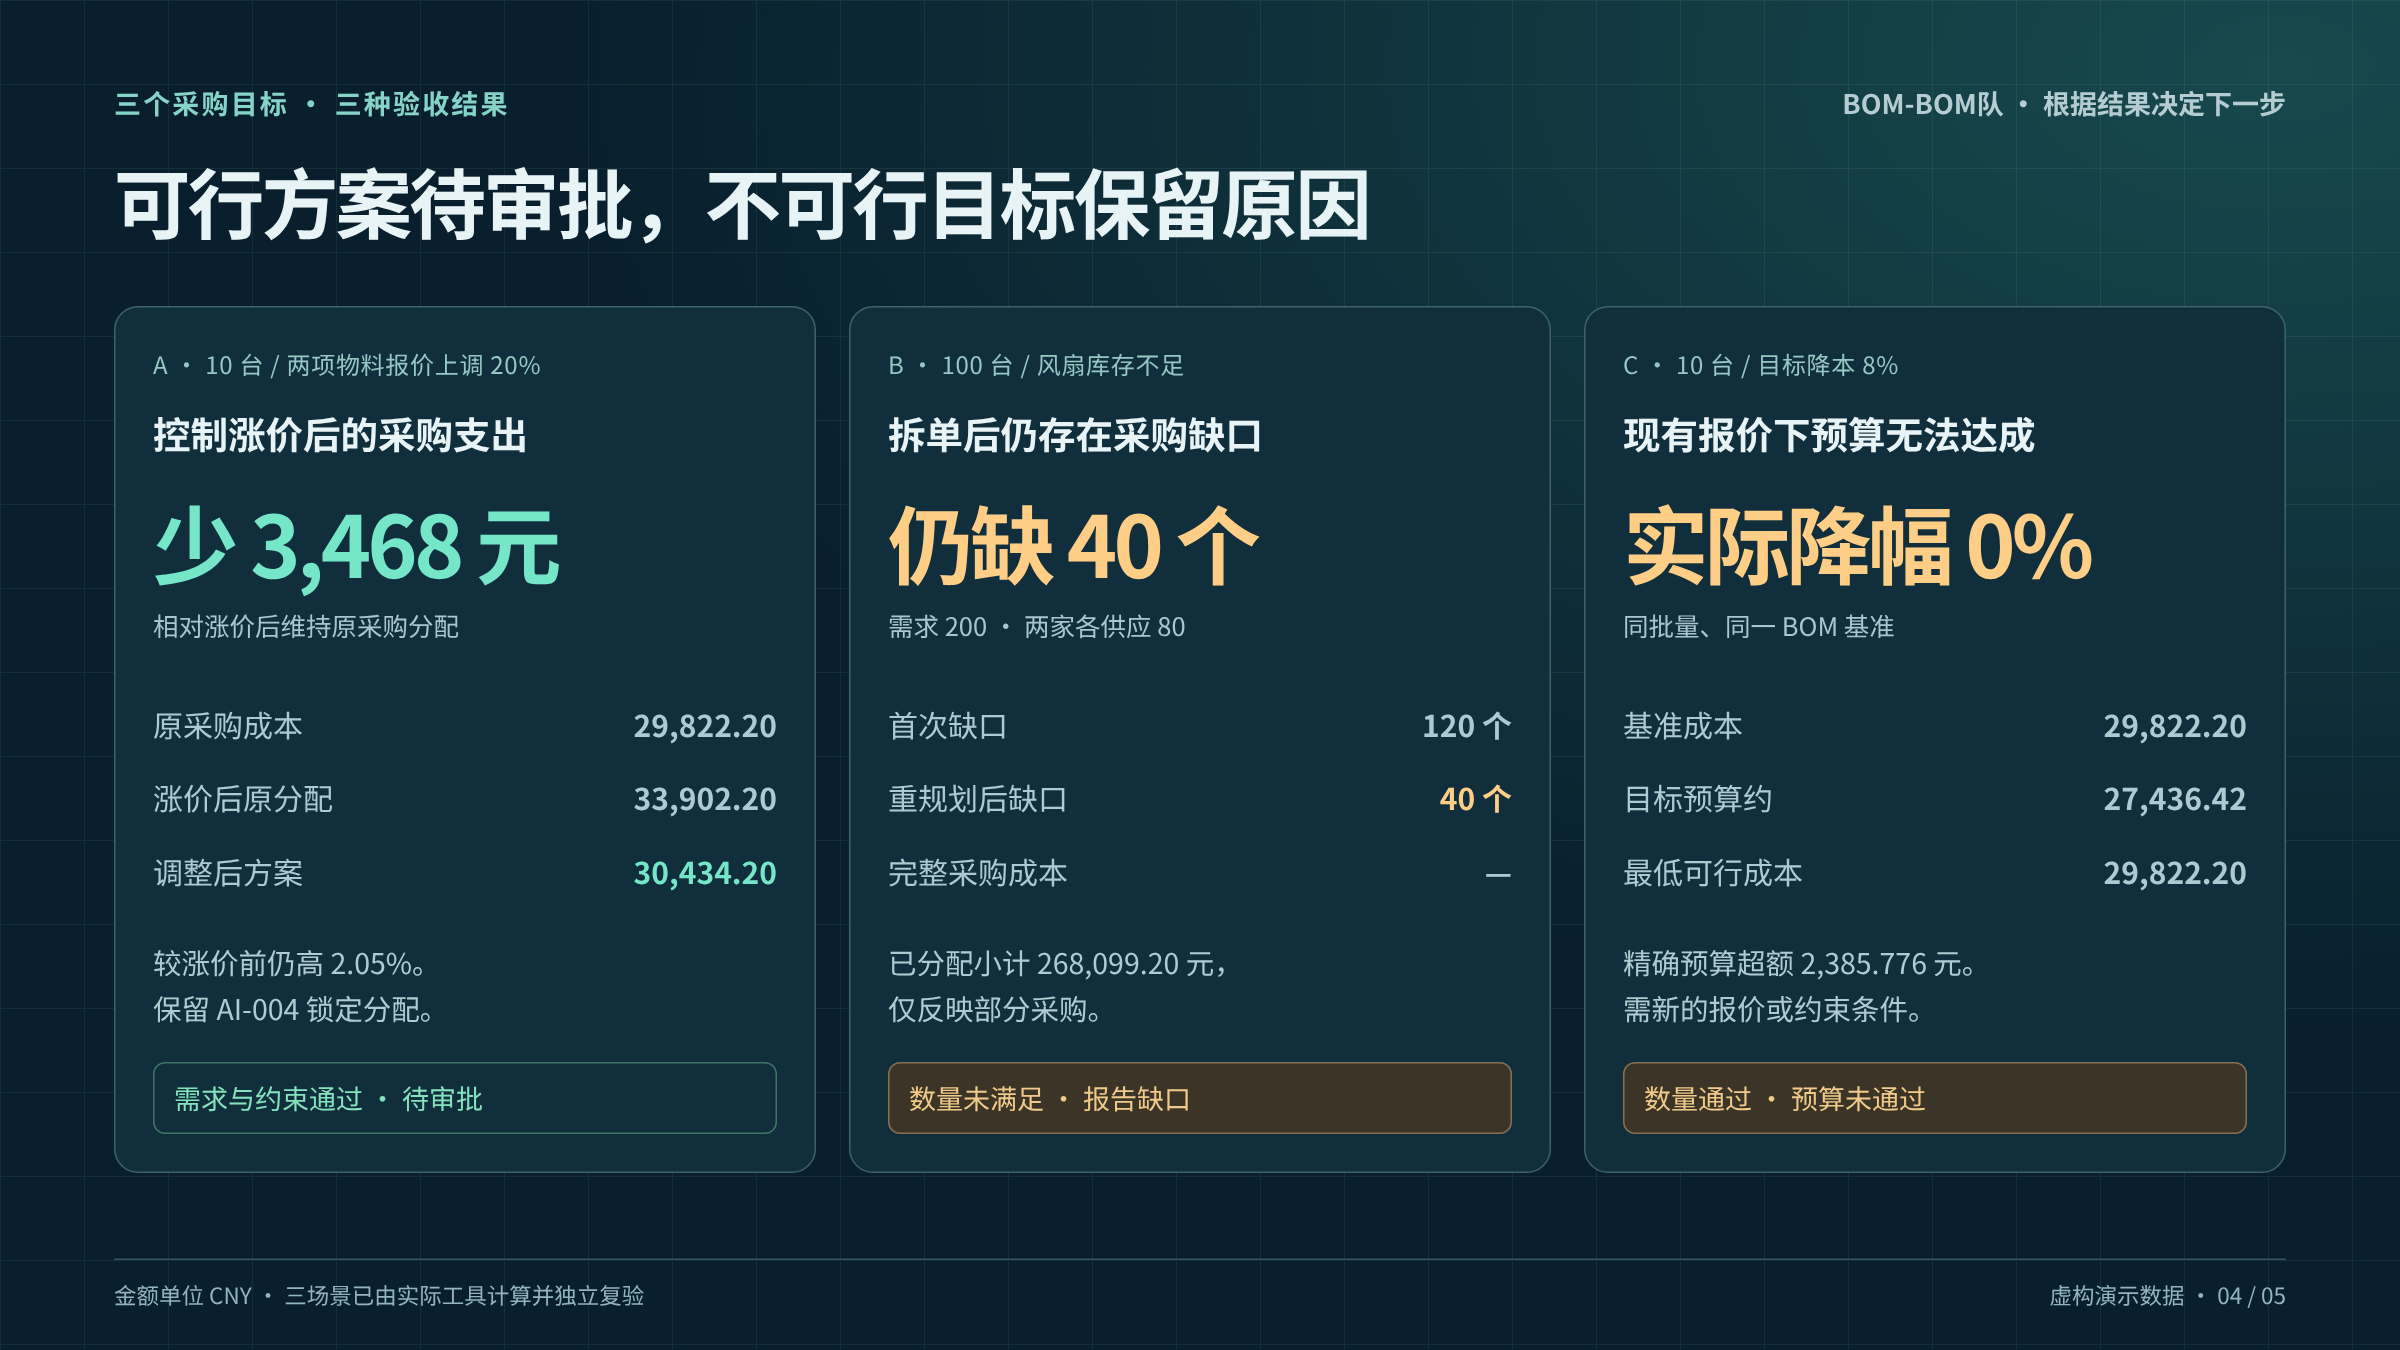 三个采购目标 · 三种验收结果
BOM-BOM队 · 根据结果决定下一步
可行方案待审批，不可行目标保留原因
A · 10 台 / 两项物料报价上调 20%
控制涨价后的采购支出
少 3,468 元
相对涨价后维持原采购分配
原采购成本 29,822.20
涨价后原分配 33,902.20
调整后方案 30,434.20
较涨价前仍高 2.05%。
保留 AI-004 锁定分配。
需求与约束通过 · 待审批
B · 100 台 / 风扇库存不足
拆单后仍存在采购缺口
仍缺 40 个
需求 200 · 两家各供应 80
首次缺口 120 个
重规划后缺口 40 个
完整采购成本 —
已分配小计 268,099.20 元，
仅反映部分采购。
数量未满足 · 报告缺口
C · 10 台 / 目标降本 8%
现有报价下预算无法达成
实际降幅 0%
同批量、同一 BOM 基准
基准成本 29,822.20
目标预算约 27,436.42
最低可行成本 29,822.20
精确预算超额 2,385.776 元。
需新的报价或约束条件。
数量通过 · 预算未通过
金额单位 CNY · 三场景已由实际工具计算并独立复验
虚构演示数据 · 04 / 05